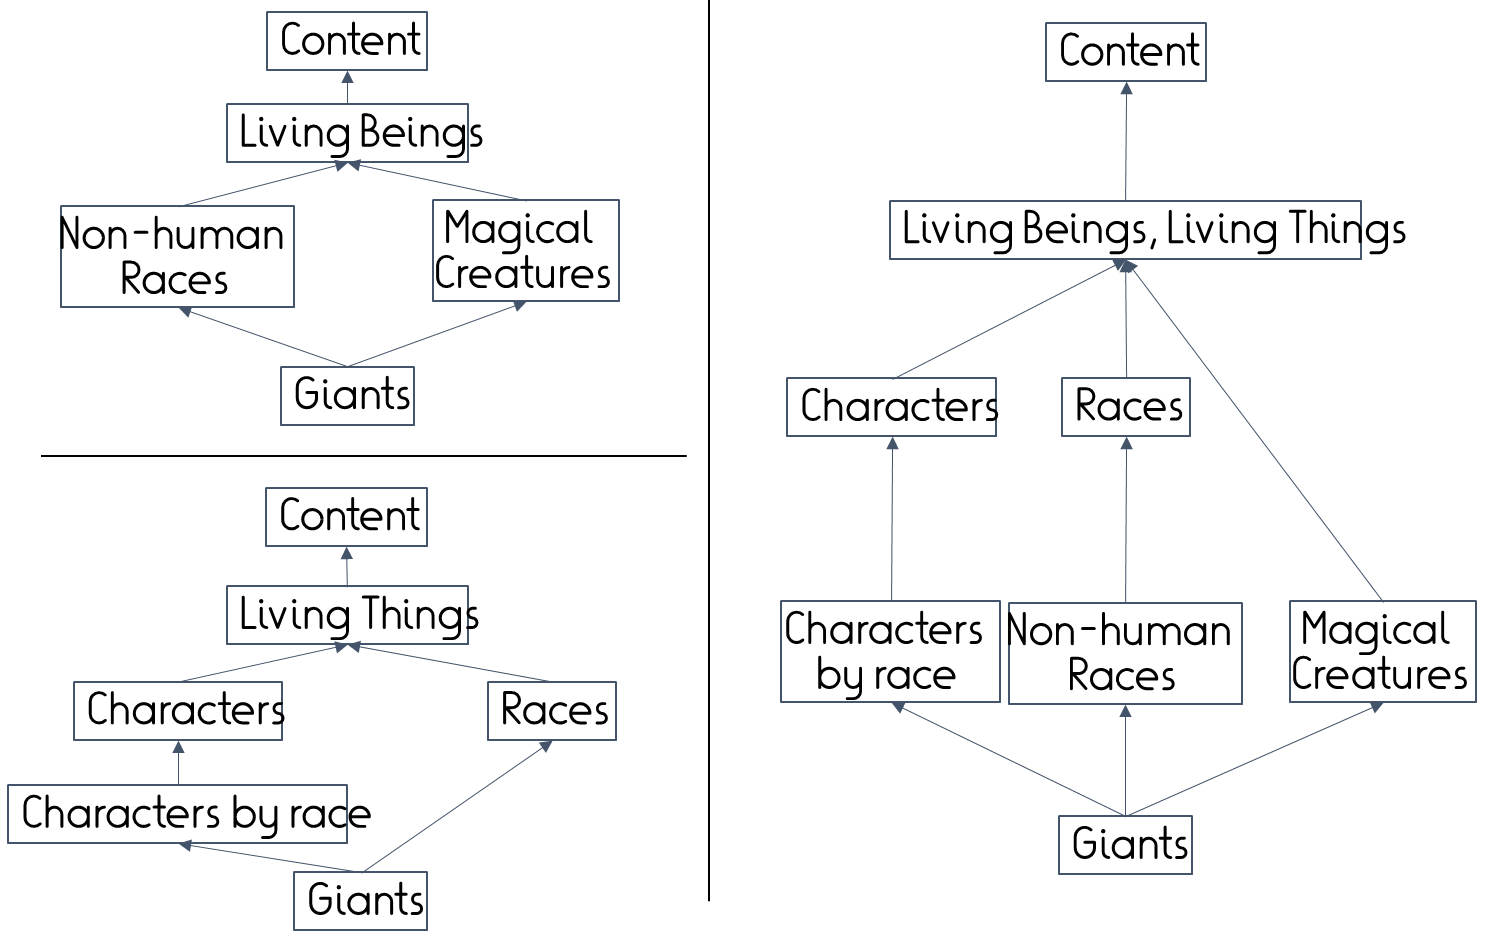 Content
Living Beings
Non-human
Races
Magical
Creatures
Giants
Content
Living Things
Characters
Races
Characters by race
Giants
Content
Living Beings, Living Things
Characters
Races
Characters
by race
Non-human
Races
Magical
Creatures
Giants